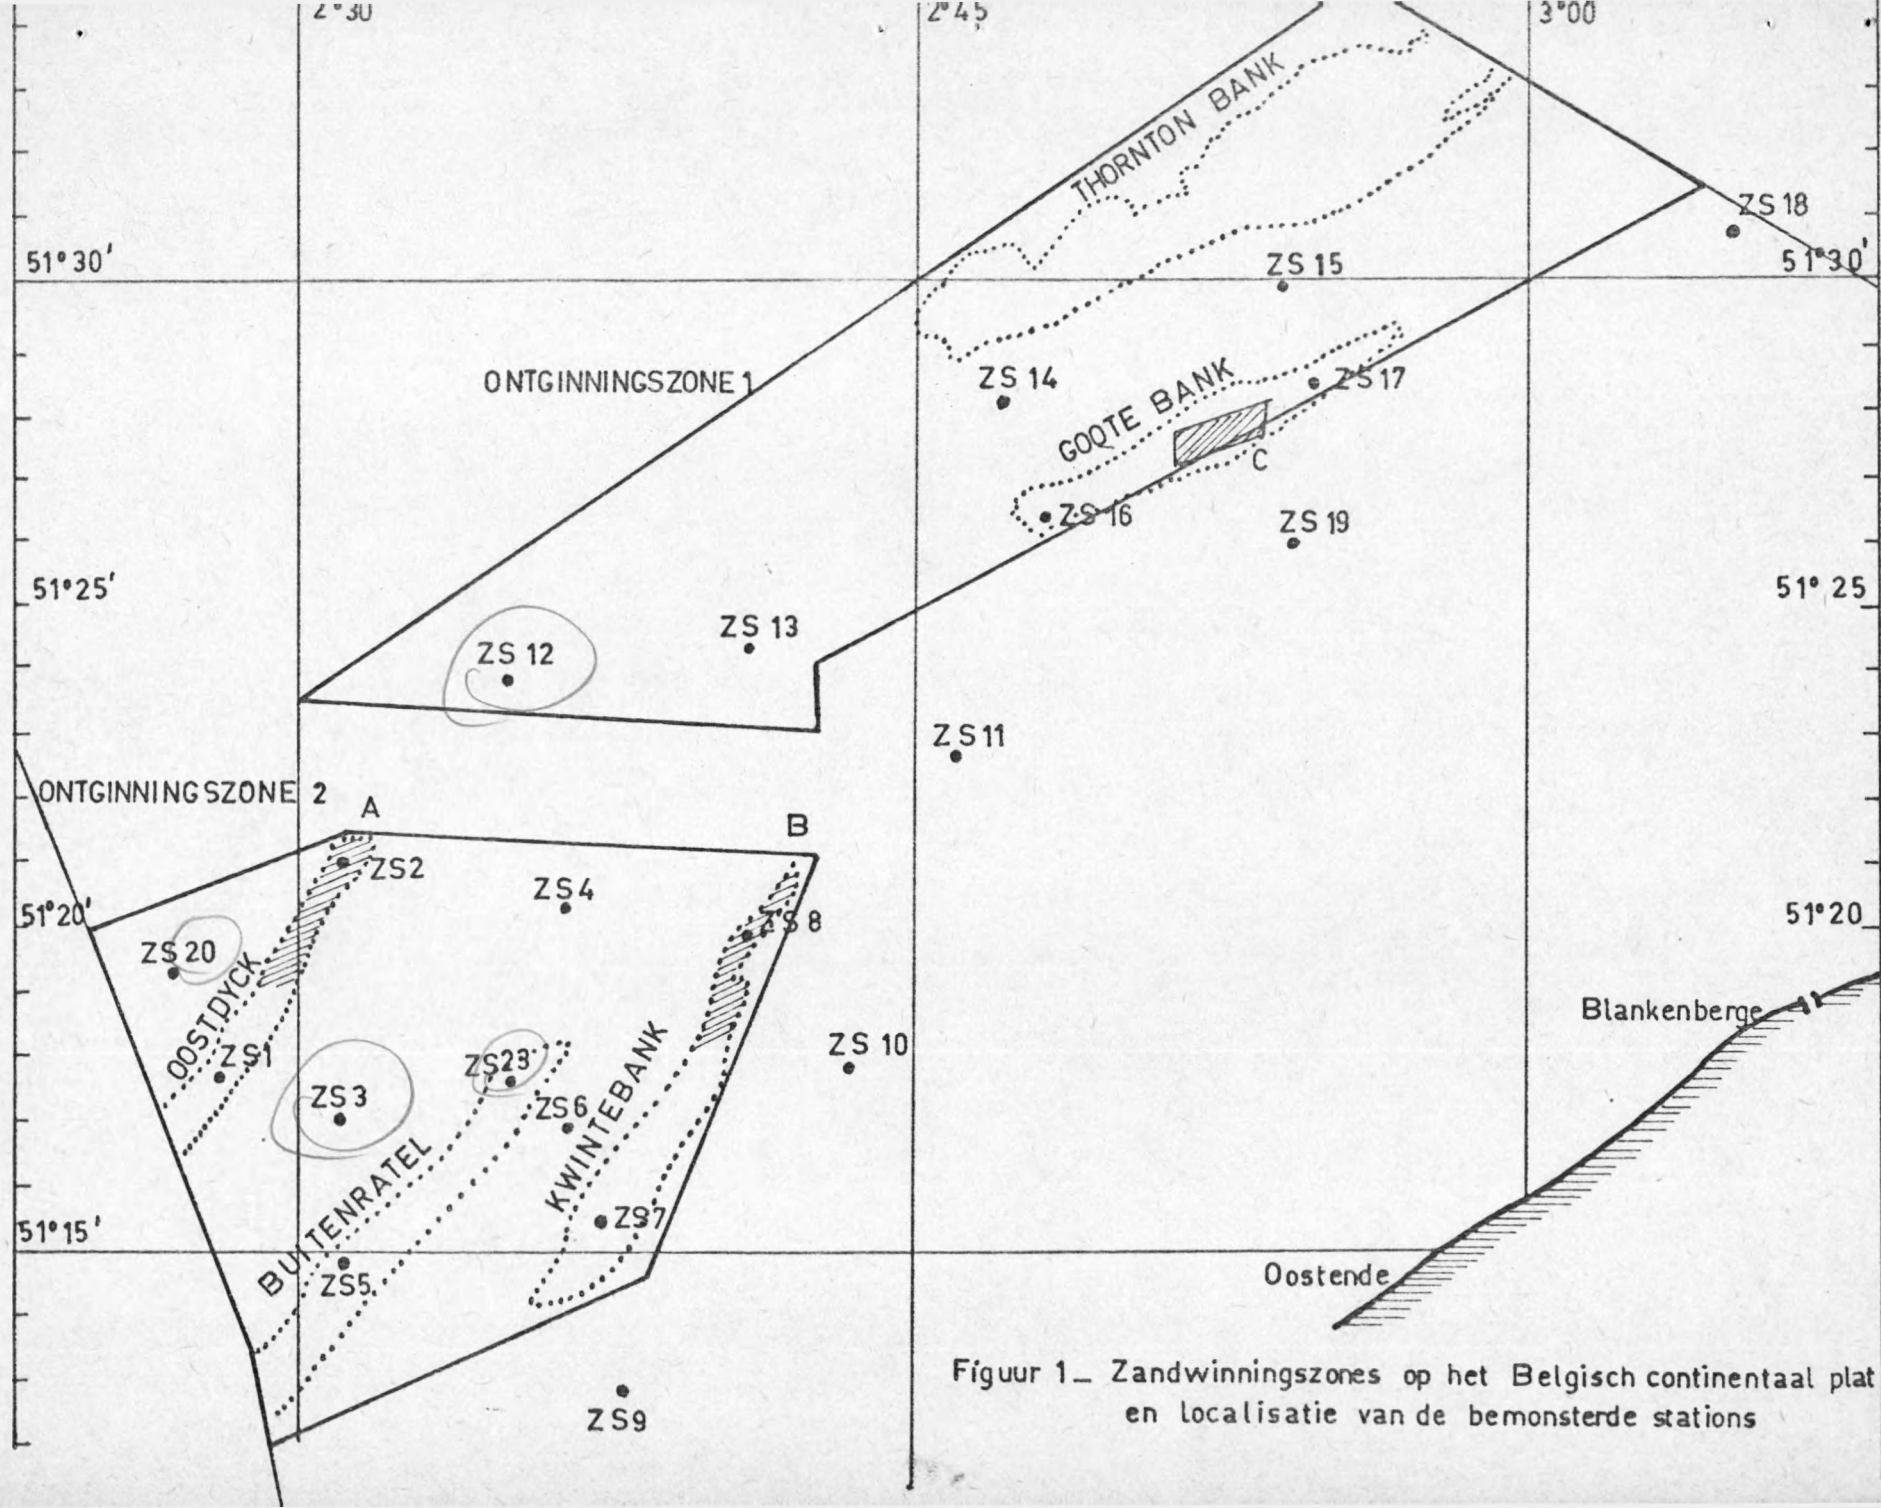 2°30
2°45
3°00
THORNTON BANK
ZS 18
51°30'
ZS 15
51°30'
ONTGINNINGSZONE 1
ZS 14
ZS 17
GOOTE BANK
C
ZS 16
ZS 19
51°25'
51° 25
ZS 13
ZS 12
ZS 11
ONTGINNINGSZONE 2
A
B
ZS2
ZS4
51°20'
ZS 8
51°20
ZS 20
OOSTDYCK
Blankenberge
ZS 10
ZS1
ZS23
ZS3
ZS6
KWINTEBANK
BUITENRATEL
ZS7
51°15'
ZS5
Oostende
Figuur 1_ Zandwinningszones op het Belgisch continentaal plat
en localisatie van de bemonsterde stations
ZS9